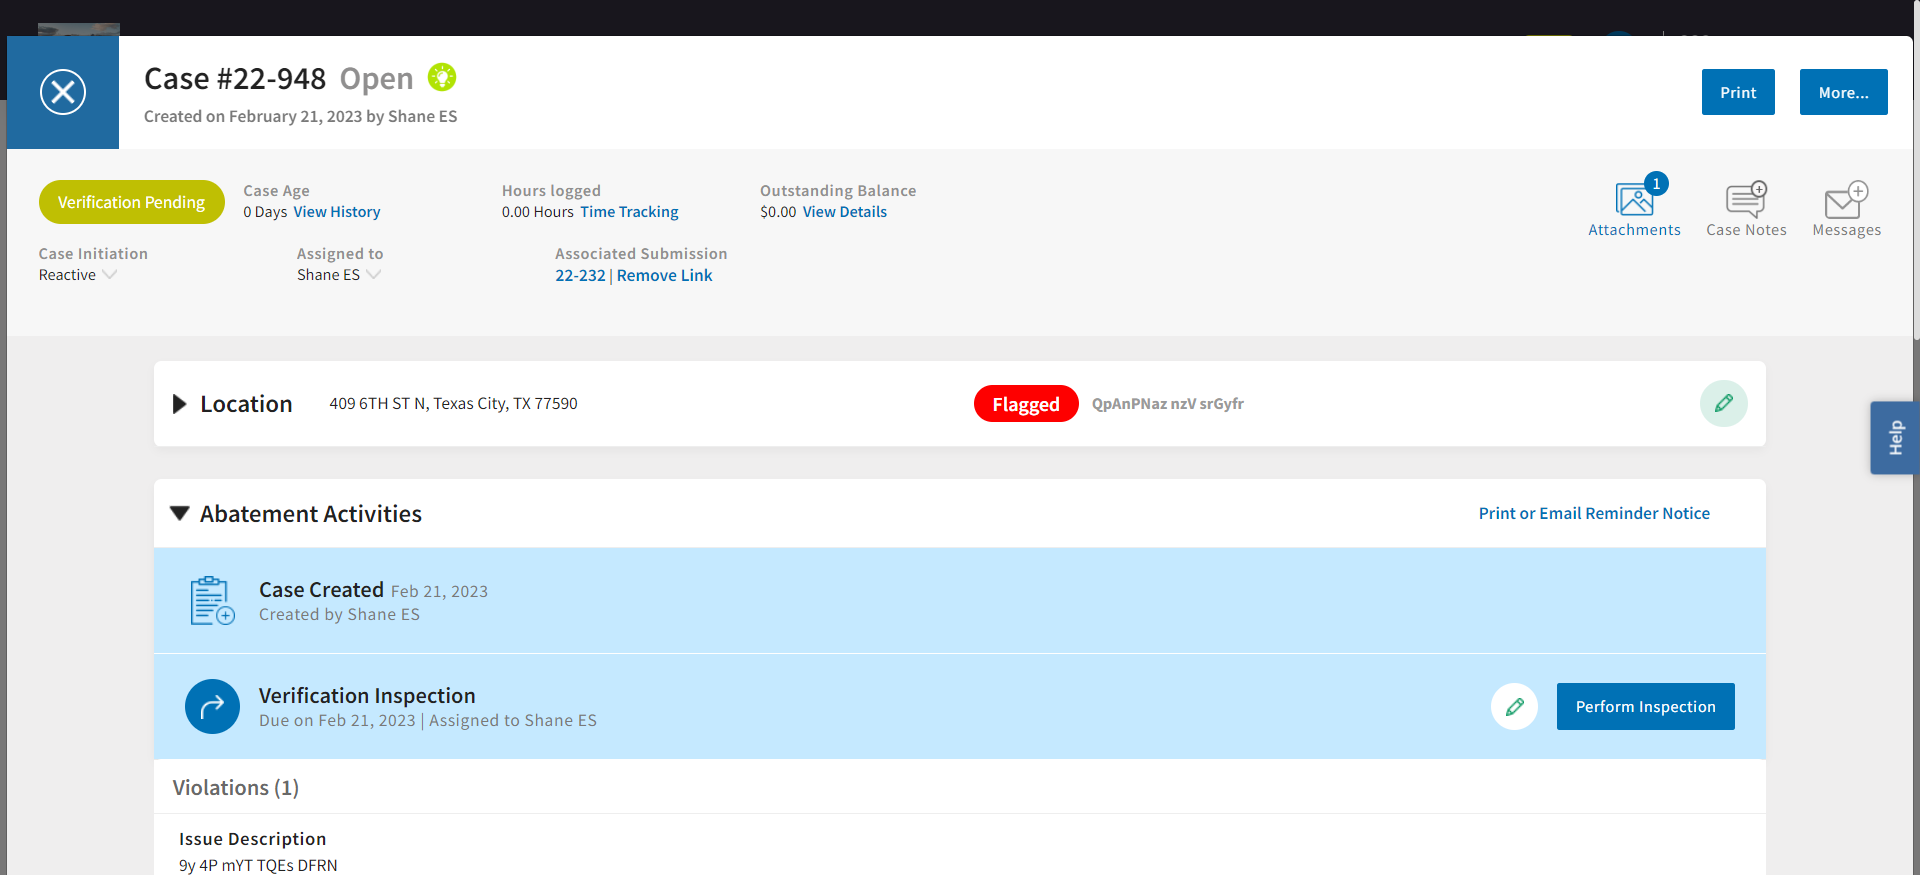 Case #22-948 Open
Created on February 21, 2023 by Shane ES
Print
More...
Verification Pending
Case Age
0 Days View History
Hours logged
0.00 Hours Time Tracking
Outstanding Balance
$0.00 View Details
1
Attachments
Case Notes
Messages
Case Initiation
Reactive
Assigned to
Shane ES
Associated Submission
22-232 | Remove Link
Location
409 6TH ST N, Texas City, TX 77590
Flagged
QpAnPNaz nzV srGyfr
Help
Abatement Activities
Print or Email Reminder Notice
Case Created Feb 21, 2023
Created by Shane ES
Verification Inspection
Due on Feb 21, 2023 | Assigned to Shane ES
Perform Inspection
Violations (1)
Issue Description
9y 4P mYT TQEs DFRN